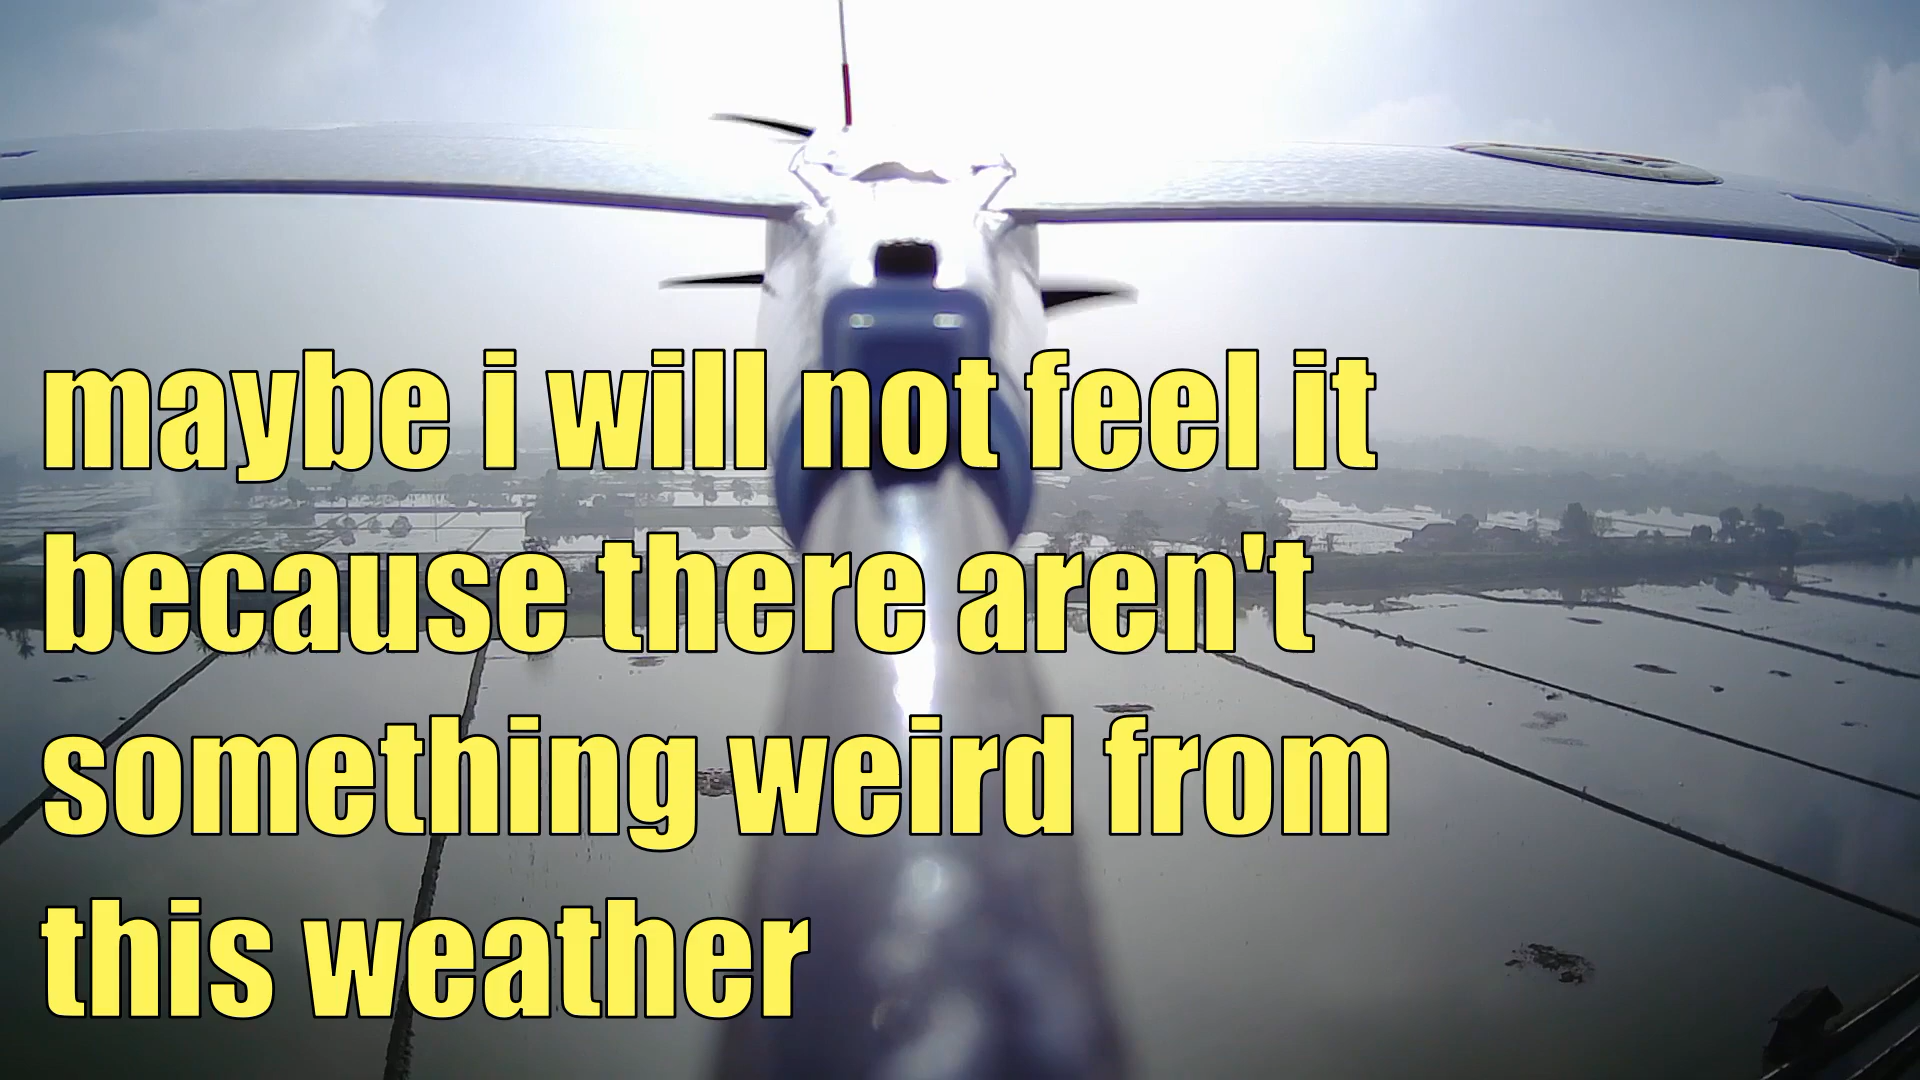 maybe i will not feel it
because there aren't
something weird from
this weather